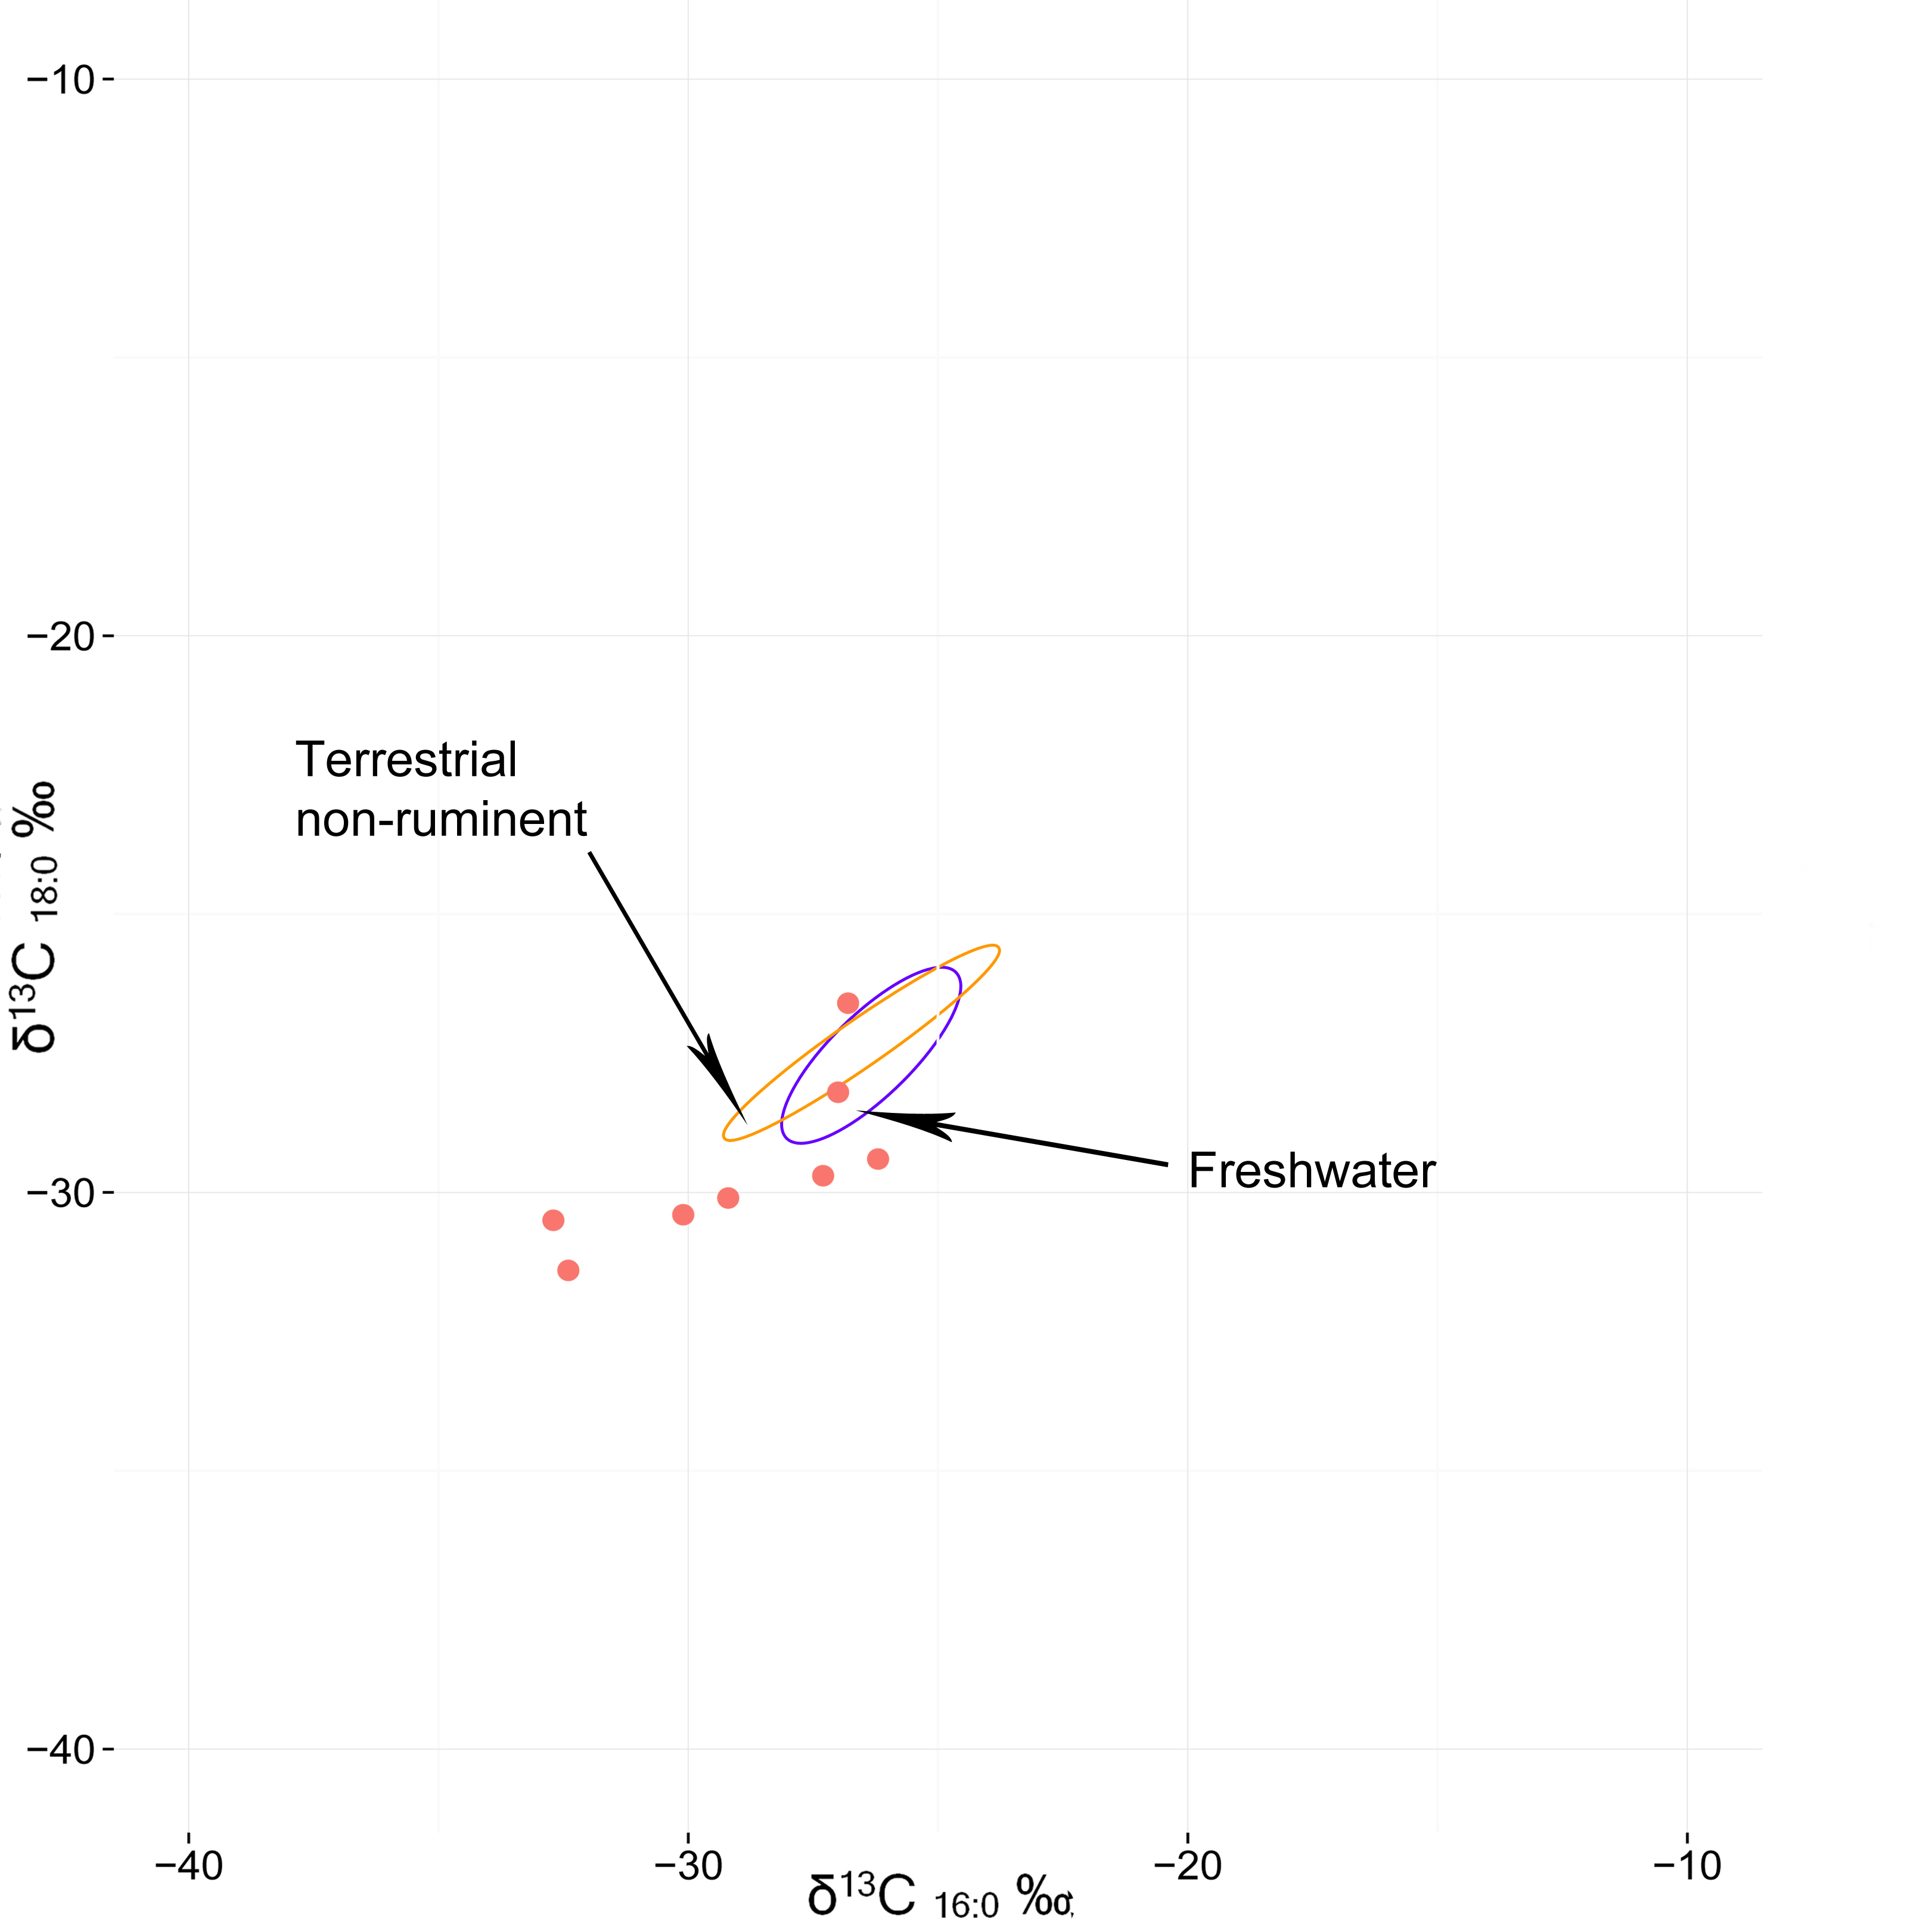 −10
−20
−30
−40
δ13C 18:0 ‰
Terrestrial
non-ruminent
Freshwater
−40
−30
−20
−10
δ13C 16:0 ‰